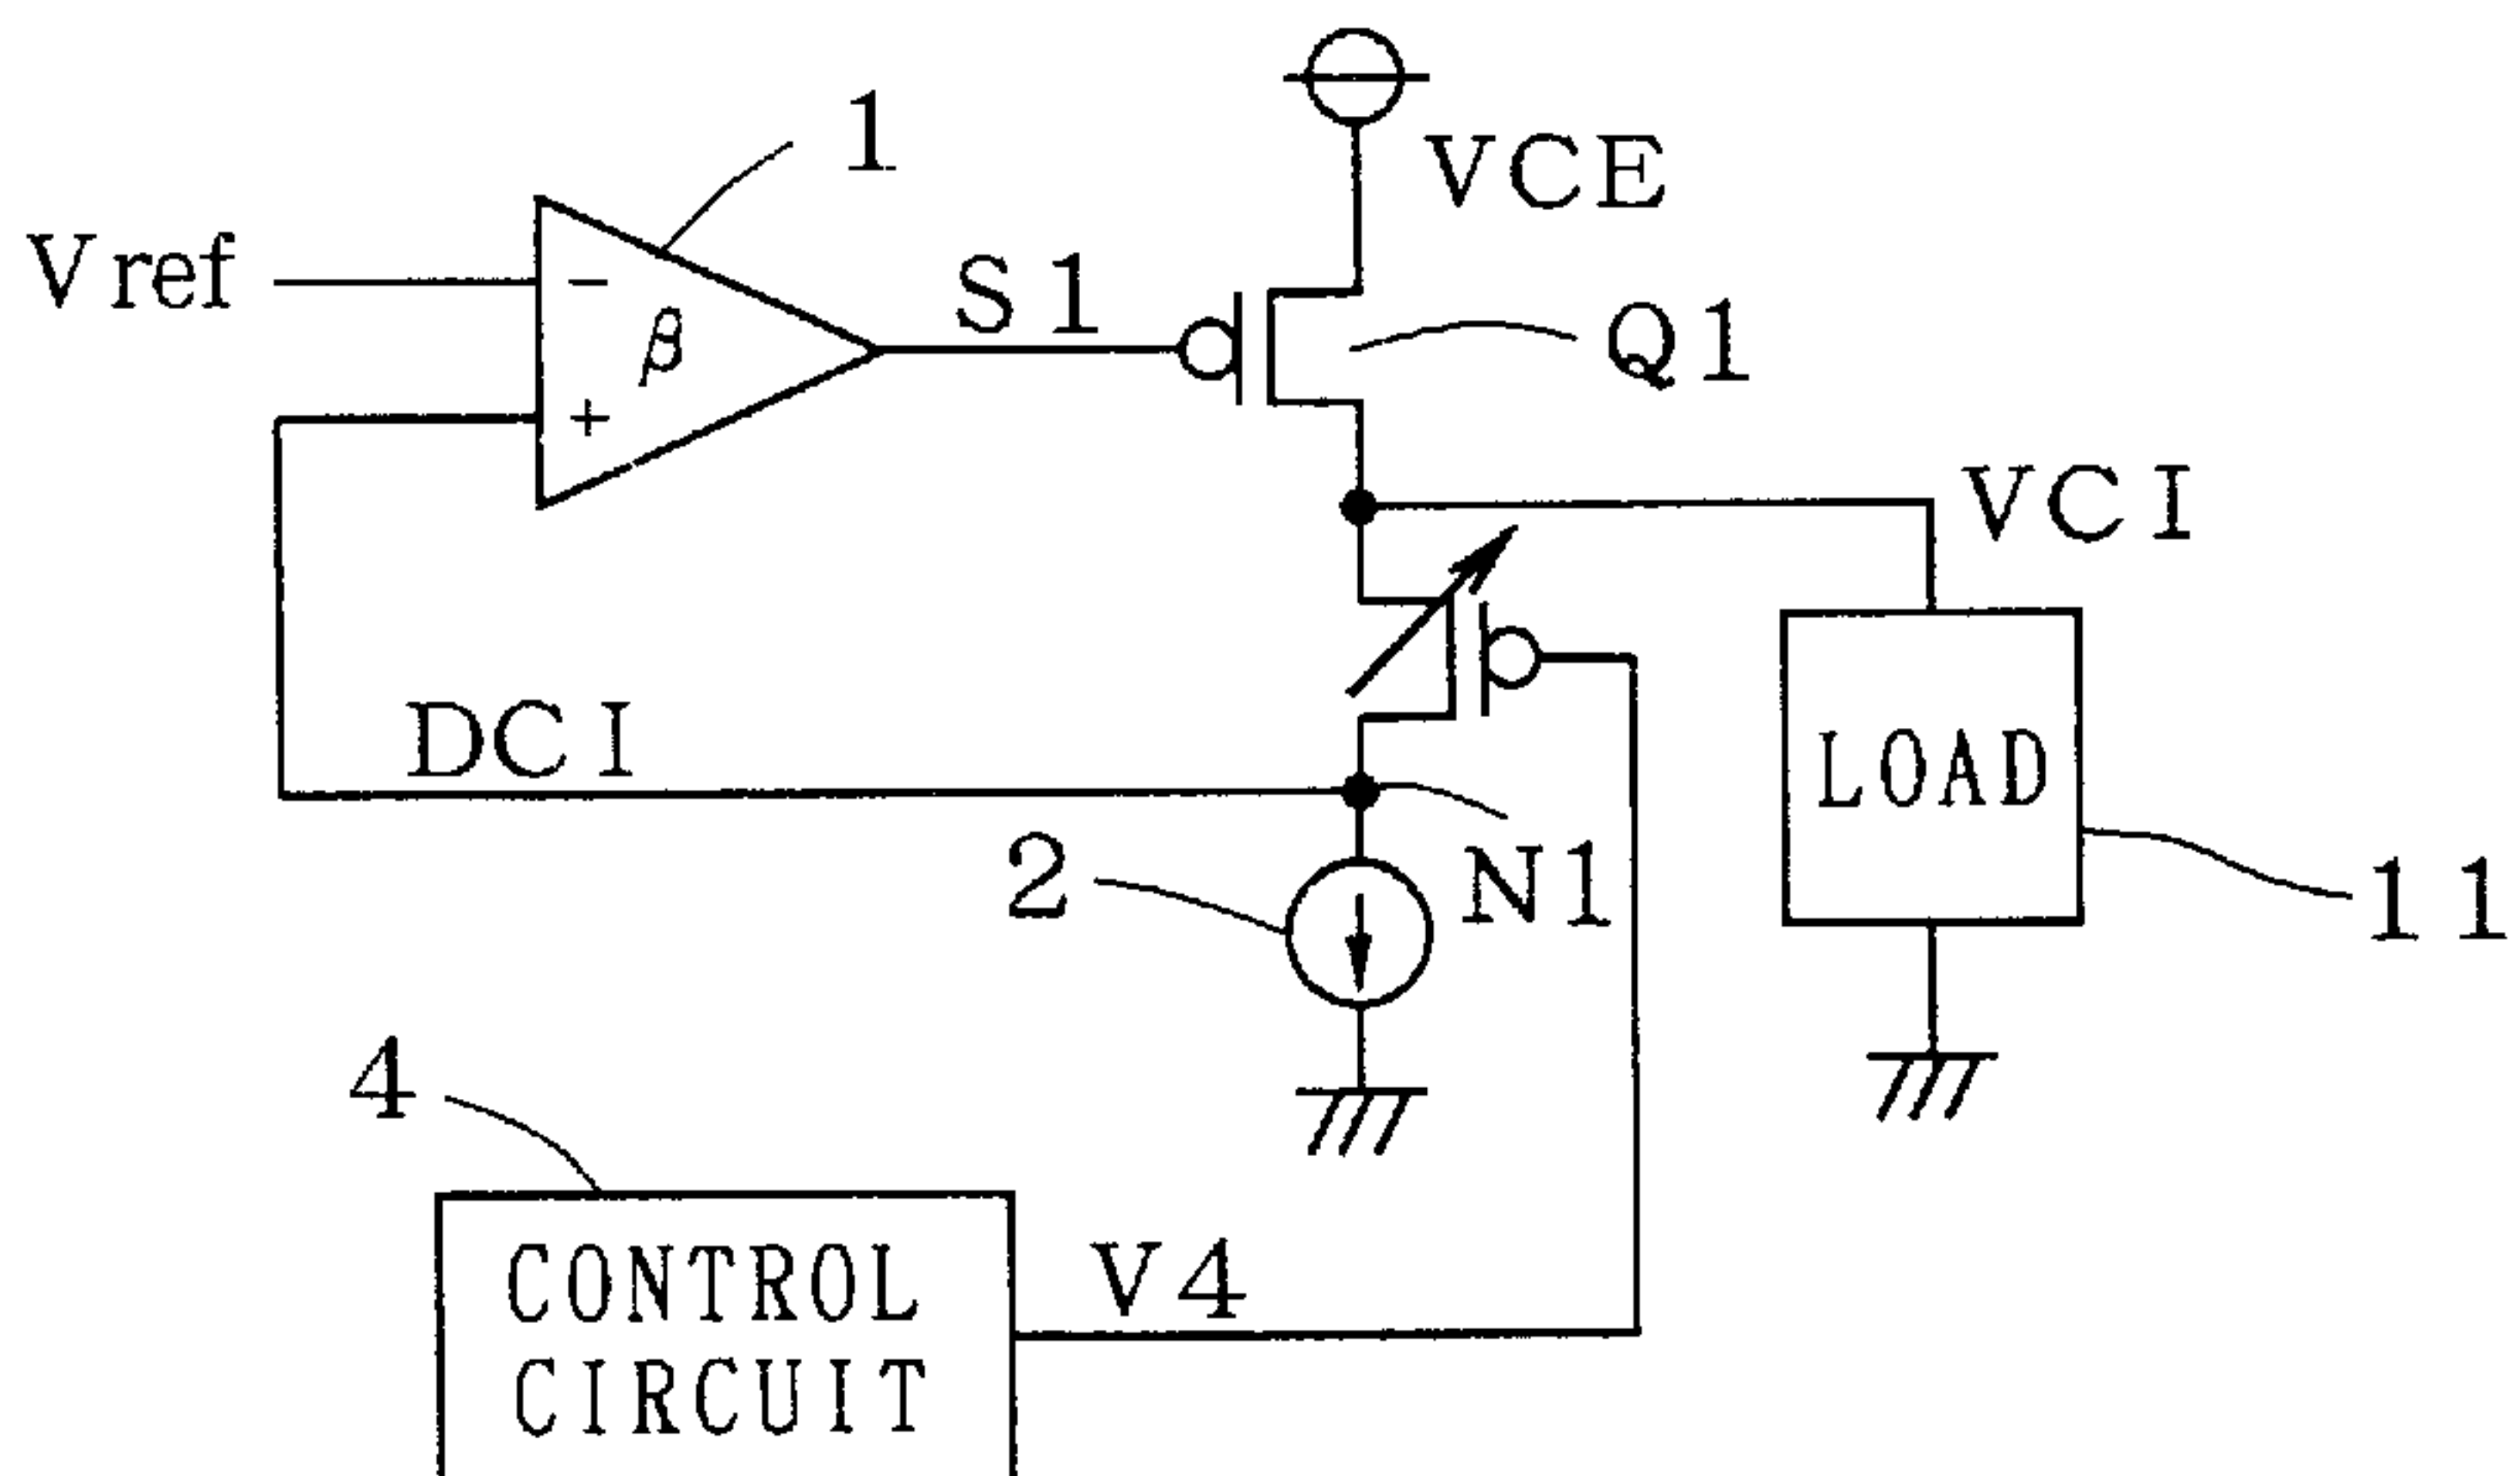 1
VCE
Vref
−
β
+
S1
Q1
VCI
DCI
LOAD
2
N1
11
4
CONTROL
CIRCUIT
V4